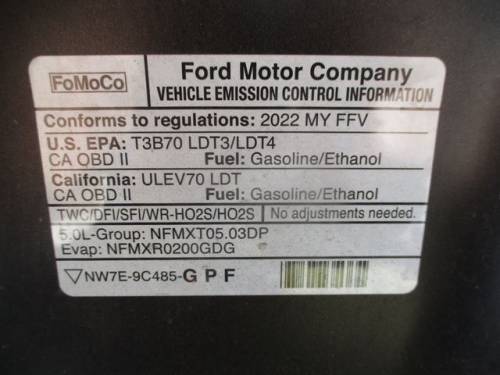 FoMoCo
Ford Motor Company
VEHICLE EMISSION CONTROL INFORMATION
Conforms to regulations: 2022 MY FFV
U.S. EPA: T3B70 LDT3/LDT4
CA OBD II Fuel: Gasoline/Ethanol
California: ULEV70 LDT
CA OBD II Fuel: Gasoline/Ethanol
TWC/DFI/SFI/WR-HO2S/HO2S No adjustments needed.
5.0L-Group: NFMXT05.03DP
Evap: NFMXR0200GDG
▽NW7E-9C485-G P F